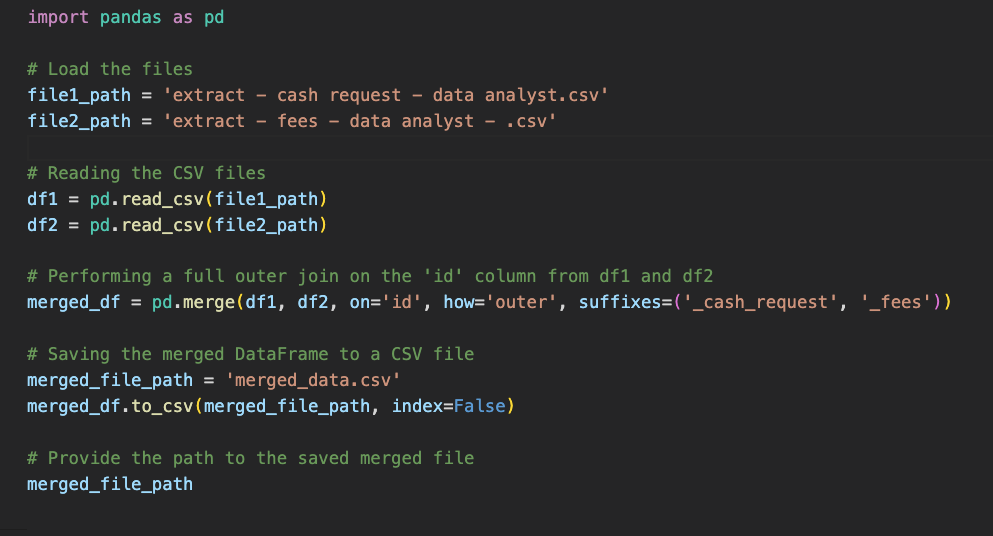 import pandas as pd
# Load the files
file1_path = 'extract - cash request - data analyst.csv'
file2_path = 'extract - fees - data analyst - .csv'
# Reading the CSV files
df1 = pd.read_csv(file1_path)
df2 = pd.read_csv(file2_path)
# Performing a full outer join on the 'id' column from df1 and df2
merged_df = pd.merge(df1, df2, on='id', how='outer', suffixes=('_cash_request', '_fees'))
# Saving the merged DataFrame to a CSV file
merged_file_path = 'merged_data.csv'
merged_df.to_csv(merged_file_path, index=False)
# Provide the path to the saved merged file
merged_file_path